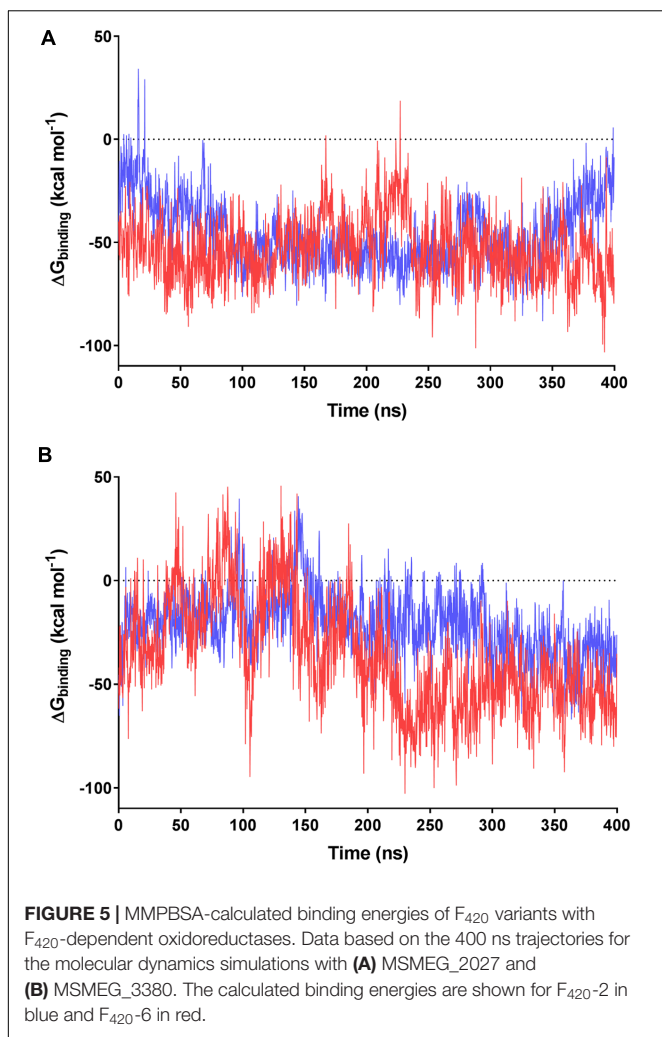 A
50
0
-50
-100
ΔGbinding (kcal mol-1)
0 50 100 150 200 250 300 350 400
Time (ns)
B
50
0
-50
-100
ΔGbinding (kcal mol-1)
0 50 100 150 200 250 300 350 400
Time (ns)
FIGURE 5 | MMPBSA-calculated binding energies of F420 variants with
F420-dependent oxidoreductases. Data based on the 400 ns trajectories for
the molecular dynamics simulations with (A) MSMEG_2027 and
(B) MSMEG_3380. The calculated binding energies are shown for F420-2 in
blue and F420-6 in red.